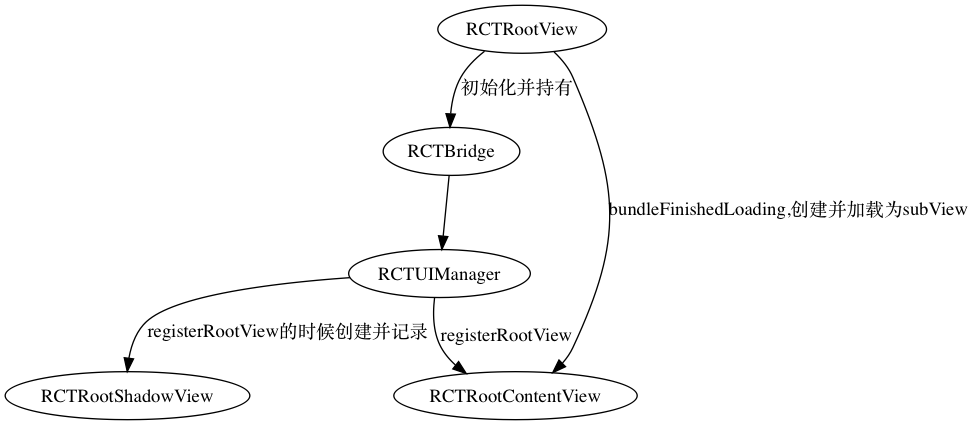 RCTRootView
初始化并持有
RCTBridge
bundleFinishedLoading,创建并加载为subView
RCTUIManager
registerRootView的时候创建并记录
registerRootView
RCTRootShadowView
RCTRootContentView